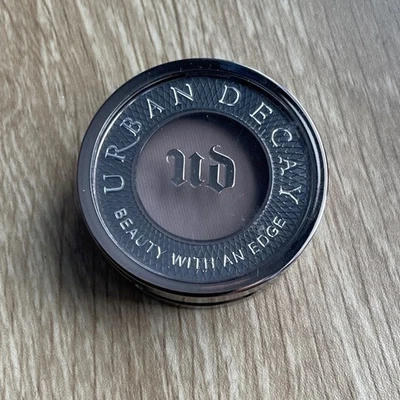 URBAN DECAY
ud
BEAUTY WITH AN EDGE